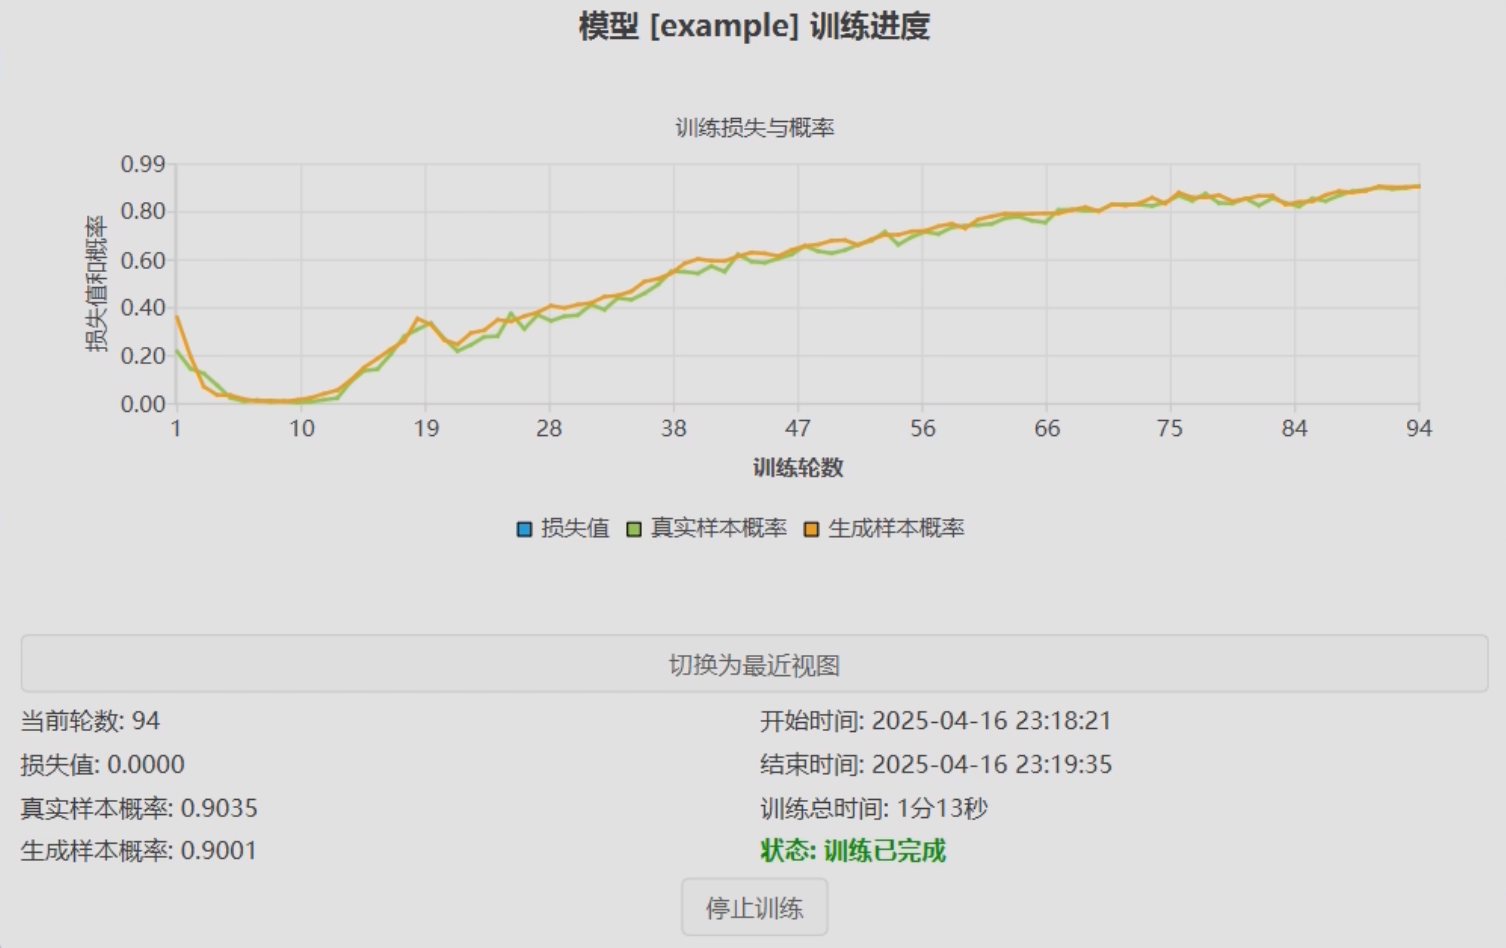 模型 [example] 训练进度
训练损失与概率
损失值和概率
0.99
0.80
0.60
0.40
0.20
0.00
1 10 19 28 38 47 56 66 75 84 94
训练轮数
损失值 真实样本概率 生成样本概率
切换为最近视图
当前轮数: 94
损失值: 0.0000
真实样本概率: 0.9035
生成样本概率: 0.9001
开始时间: 2025-04-16 23:18:21
结束时间: 2025-04-16 23:19:35
训练总时间: 1分13秒
状态: 训练已完成
停止训练